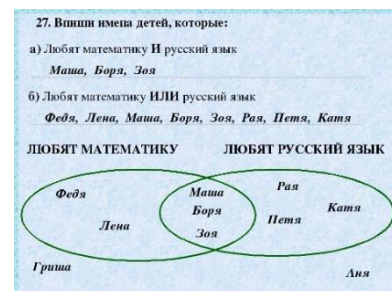 27. Впиши имена детей, которые:
а) Любят математику И русский язык
Маша, Боря, Зоя
б) Любят математику ИЛИ русский язык
Федя, Лена, Маша, Боря, Зоя, Рая, Петя, Катя
ЛЮБЯТ МАТЕМАТИКУ ЛЮБЯТ РУССКИЙ ЯЗЫК
Федя Маша Рая
Боря Катя
Лена Петя
Зоя
Гриша Аня